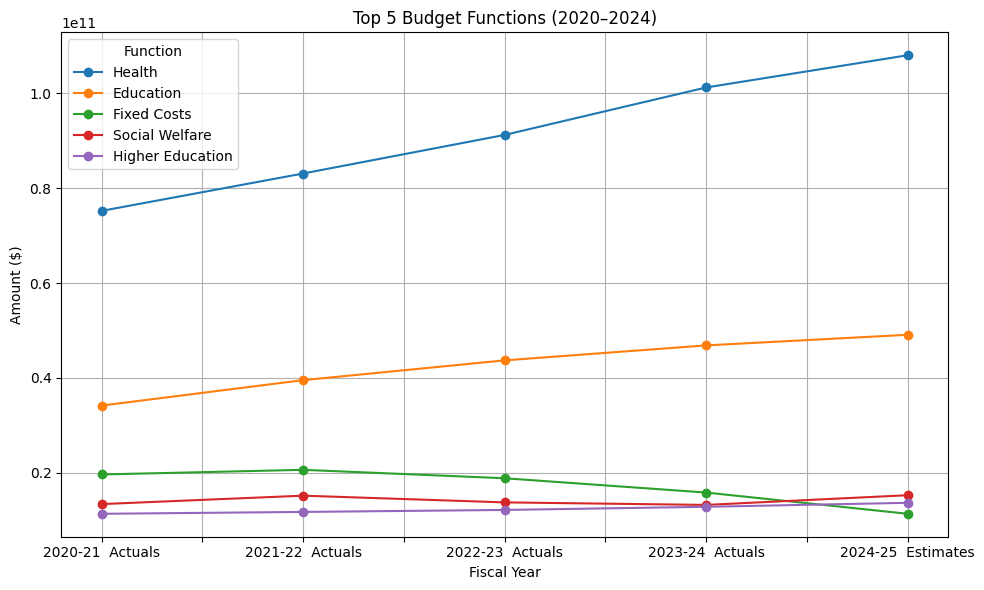 Top 5 Budget Functions (2020–2024)
1e11
Function
Health
Education
Fixed Costs
Social Welfare
Higher Education
Amount ($)
1.0
0.8
0.6
0.4
0.2
2020-21  Actuals
2021-22  Actuals
2022-23  Actuals
2023-24  Actuals
2024-25  Estimates
Fiscal Year